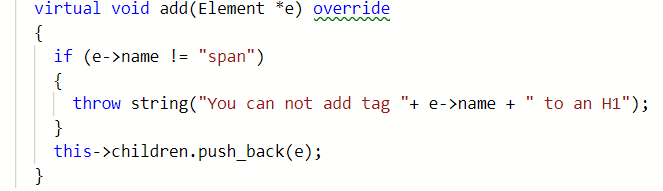 virtual void add(Element *e) override
{
if (e->name != "span")
{
throw string("You can not add tag "+ e->name + " to an H1");
}
this->children.push_back(e);
}